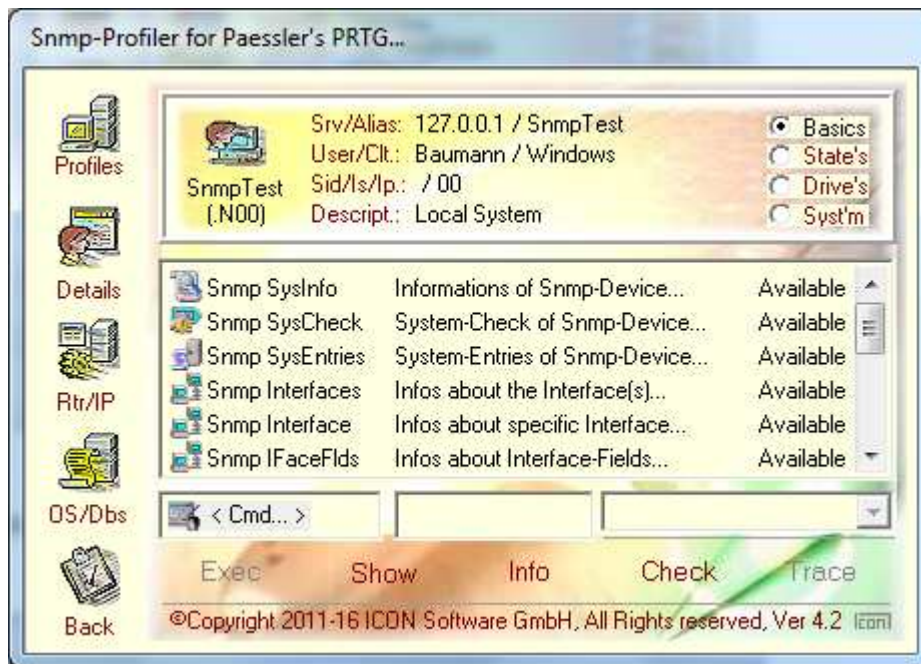 Snmp-Profiler for Paessler's PRTG...
Profiles
Details
Rtr/IP
OS/Dbs
Back
SnmpTest
(.N00)
Srv/Alias: 127.0.0.1 / SnmpTest
User/Clt.: Baumann / Windows
Sid/Is/Ip.: / 00
Descript.: Local System
Basics
State's
Drive's
Syst'm
Snmp SysInfo Informations of Snmp-Device... Available
Snmp SysCheck System-Check of Snmp-Device... Available
Snmp SysEntries System-Entries of Snmp-Device... Available
Snmp Interfaces Infos about the Interface(s)... Available
Snmp Interface Infos about specific Interface... Available
Snmp IFaceFlds Infos about Interface-Fields... Available
< Cmd... >
Exec Show Info Check Trace
©Copyright 2011-16 ICON Software GmbH, All Rights reserved, Ver 4.2 Icon